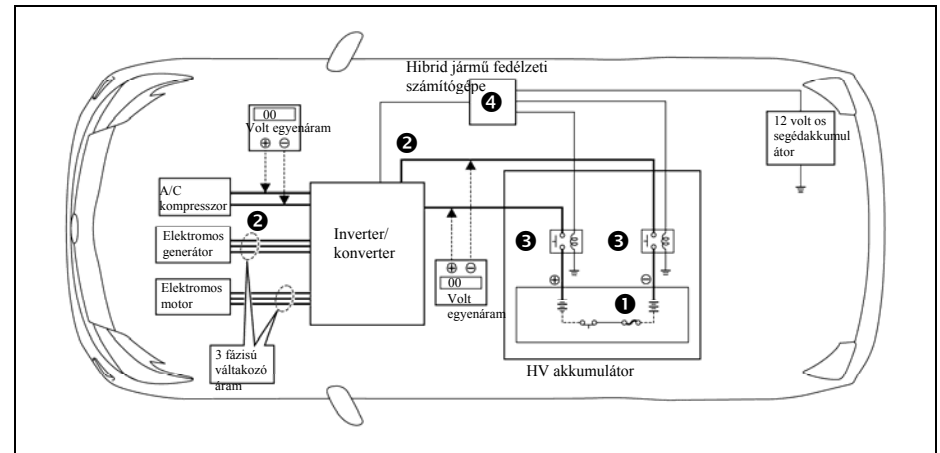 Hibrid jármű fedélzeti
számítógépe
❹
12 volt os
segédakkumul
átor
00
Volt egyenáram
⊕ ⊖
❷
A/C
kompresszor
❷
Elektromos
generátor
Inverter/
konverter
❸
❸
Elektromos
motor
⊕ ⊖
00
Volt
egyenáram
⊕
⊖
❶
3 fázisú
váltakozó
áram
HV akkumulátor